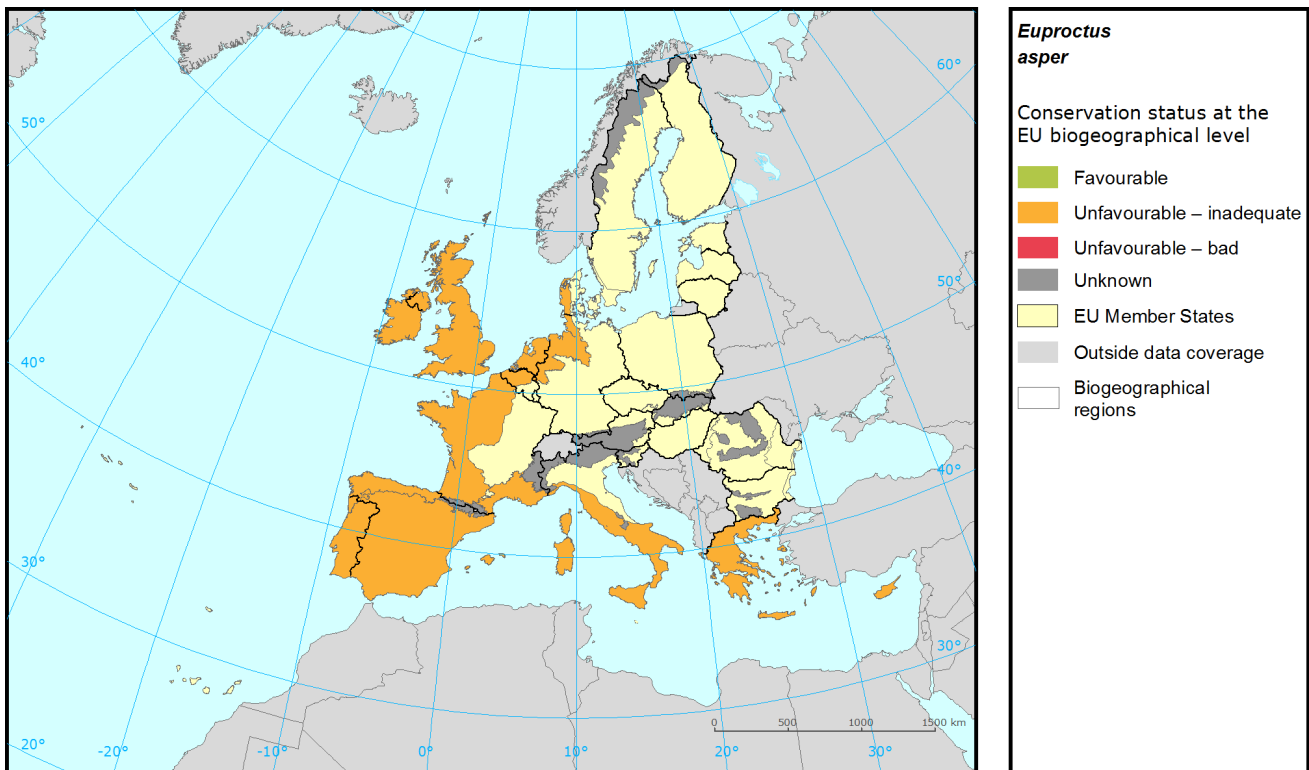 60°
50°
50°
40°
40°
30°
30°
20°
-20°
-10°
0°
10°
20°
30°
0 500 1000 1500 km
Euproctus
asper
Conservation status at the
EU biogeographical level
Favourable
Unfavourable – inadequate
Unfavourable – bad
Unknown
EU Member States
Outside data coverage
Biogeographical
regions